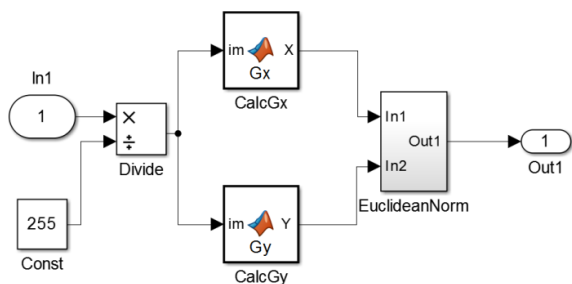 In1
1
×
÷
Divide
255
Const
im X
Gx
CalcGx
im Y
Gy
CalcGy
In1
Out1
In2
EuclideanNorm
1
Out1